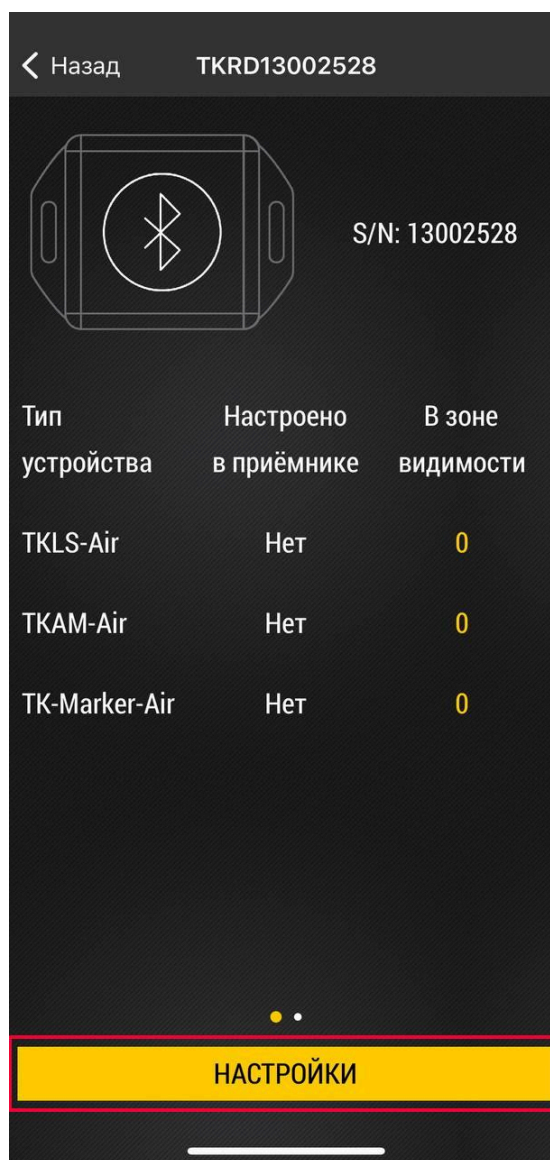 Назад TKRD13002528
S/N: 13002528
Тип устройства Настроено в приёмнике В зоне видимости
TKLS-Air Нет 0
TKAM-Air Нет 0
TK-Marker-Air Нет 0
НАСТРОЙКИ